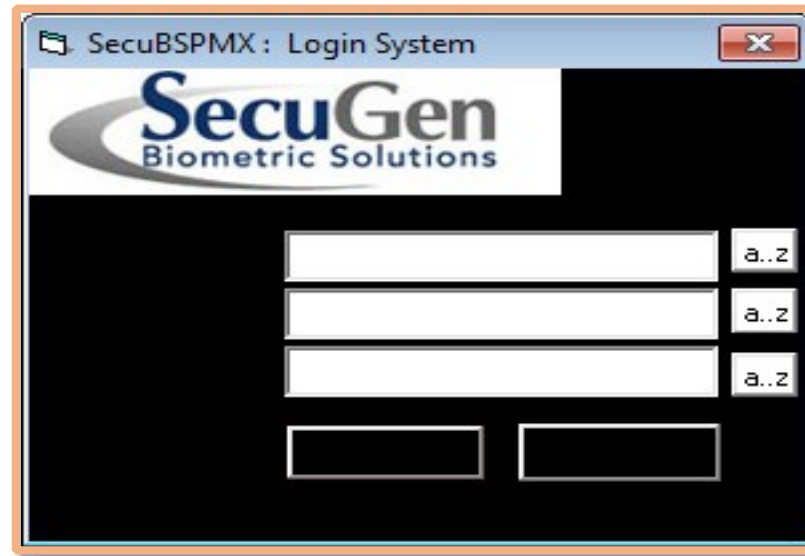 SecuBSPMX : Login System
SecuGen
Biometric Solutions
a..z
a..z
a..z